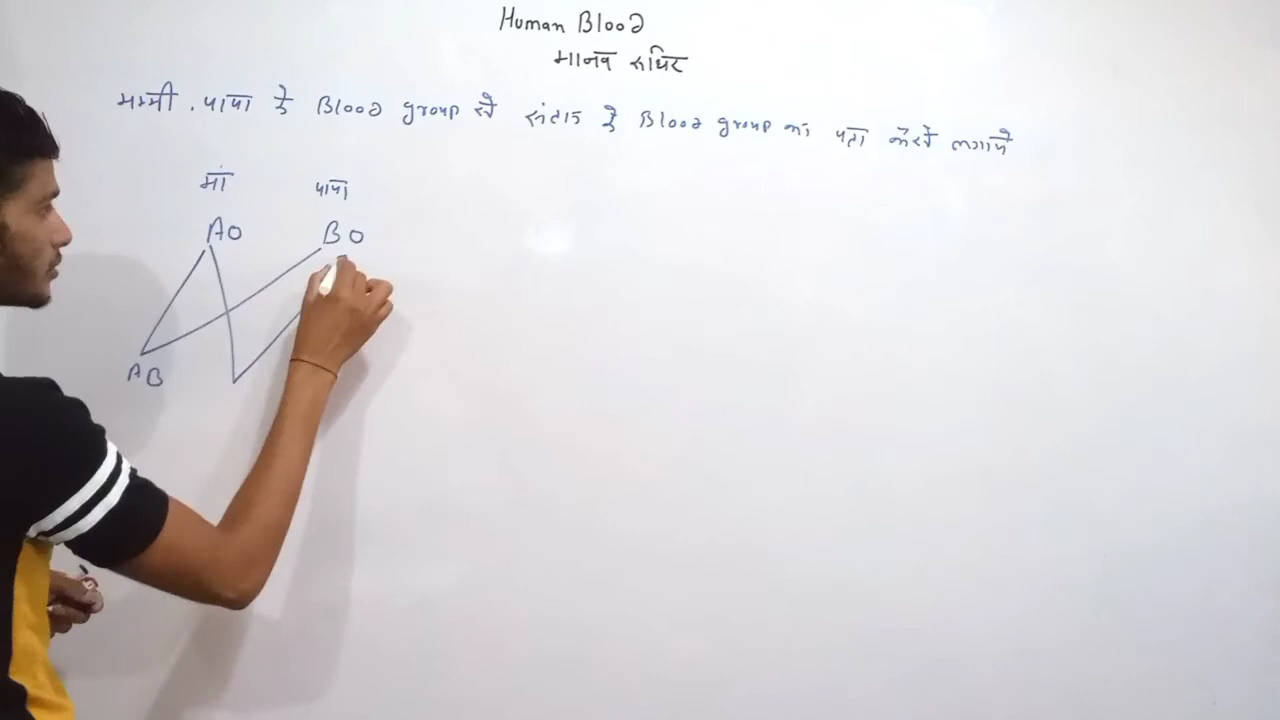 Human Blood
मानव रूधिर
मम्मी, पापा के Blood group से संतान के Blood group का पता कैसे लगाये
मां पापा
AO BO
AB